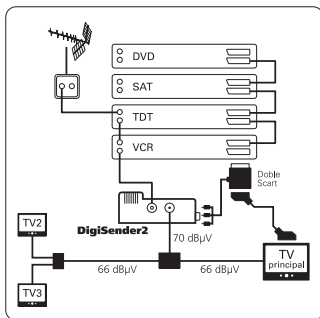 DVD
SAT
TDT
VCR
Doble
Scart
DigiSender2
70 dBµV
TV2
66 dBµV
66 dBµV
TV
principal
TV3